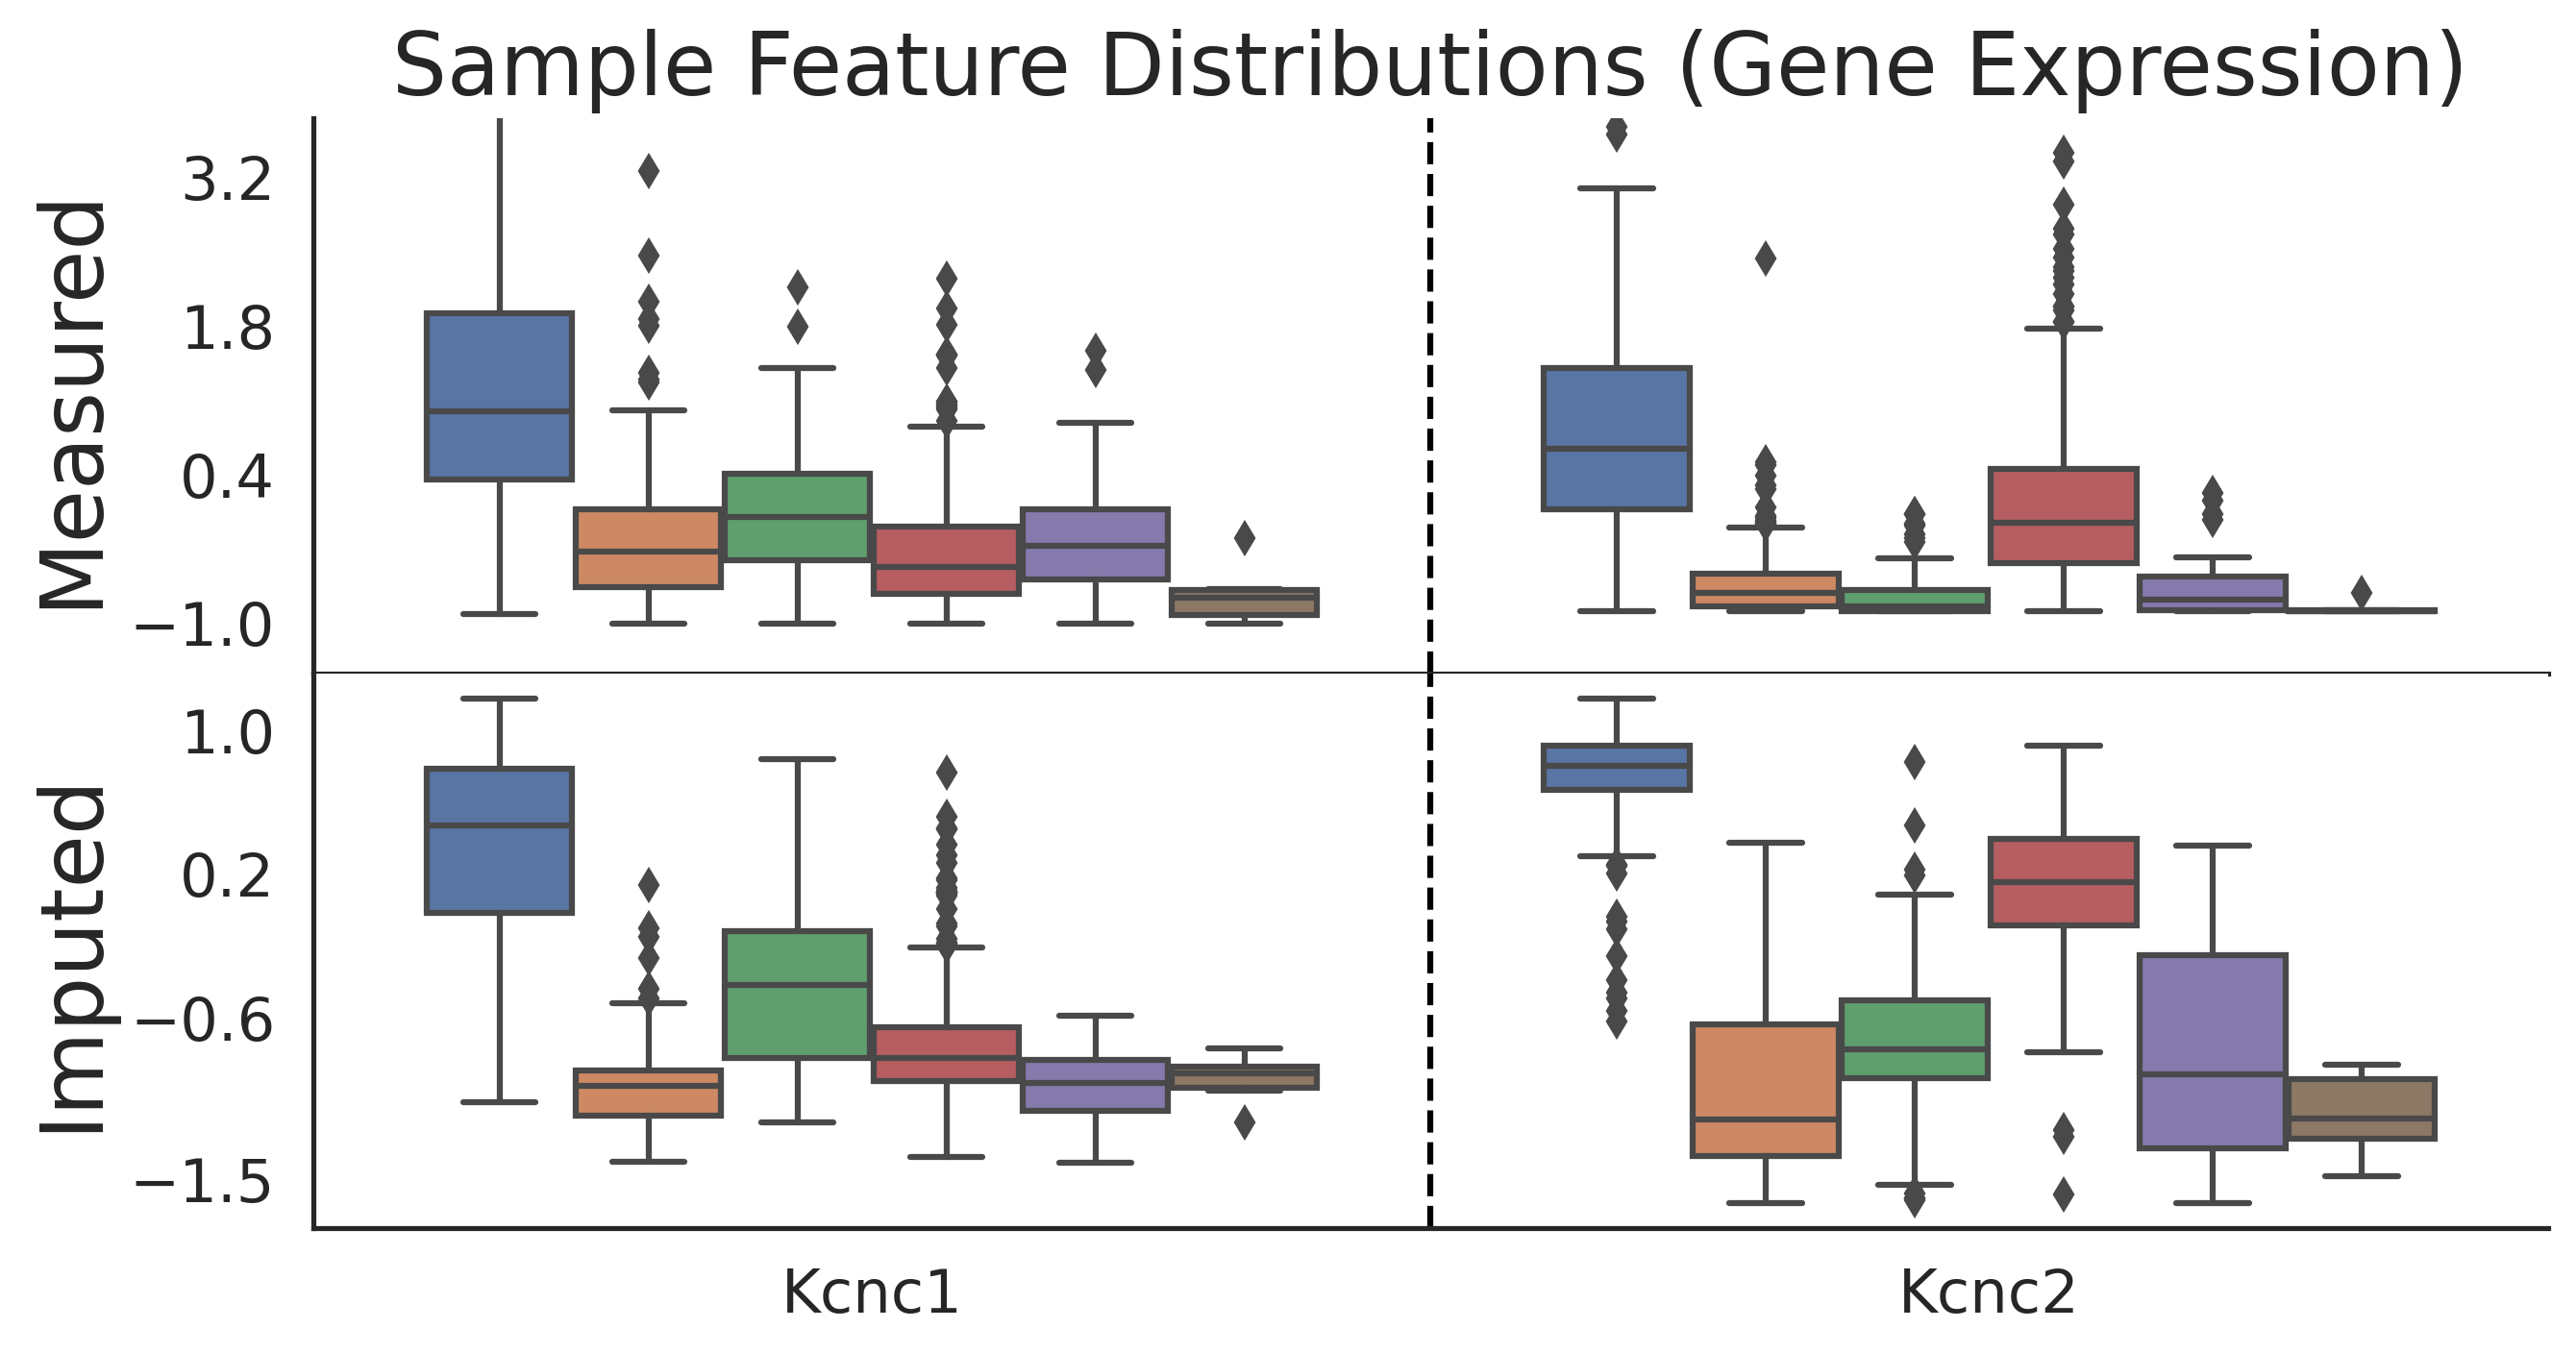 Sample Feature Distributions (Gene Expression)
Measured
3.2
1.8
0.4
−1.0
Imputed
1.0
0.2
−0.6
−1.5
Kcnc1
Kcnc2